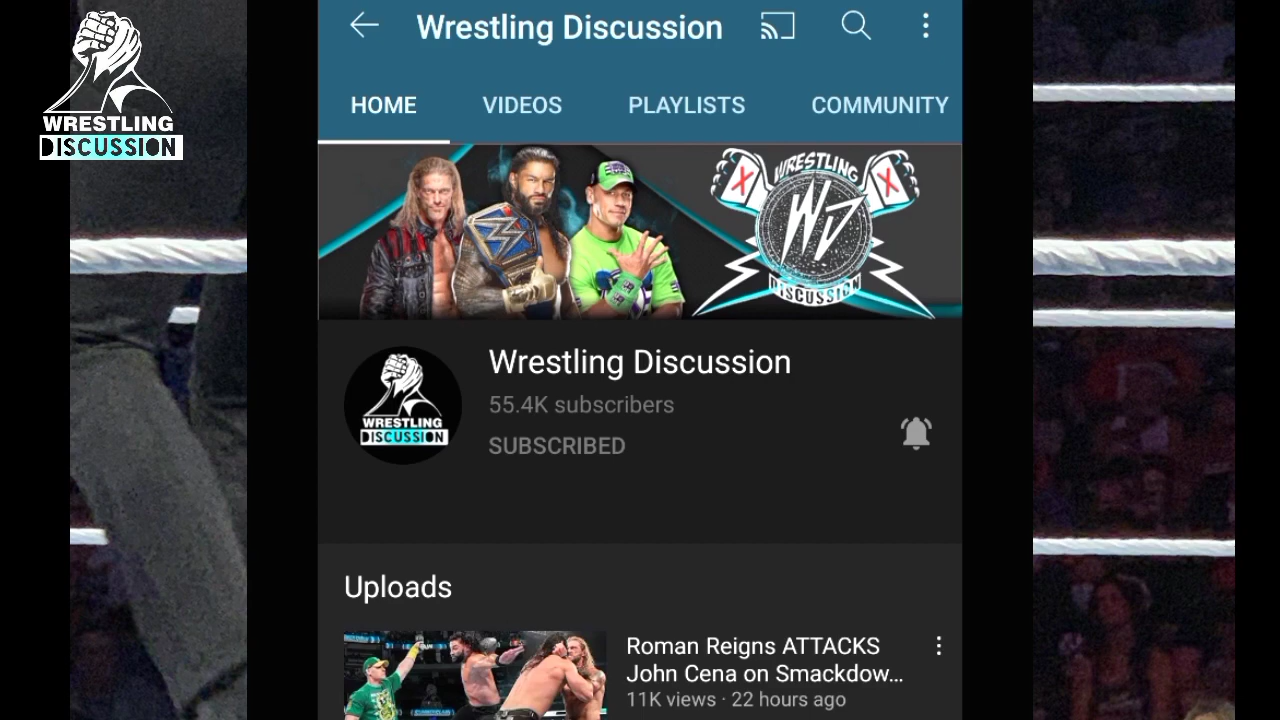 WRESTLING
DISCUSSION
Wrestling Discussion
HOME
VIDEOS
PLAYLISTS
COMMUNITY
WRESTLING
WD
DISCUSSION
WRESTLING
DISCUSSION
Wrestling Discussion
55.4K subscribers
SUBSCRIBED
Uploads
Roman Reigns ATTACKS
John Cena on Smackdow...
11K views · 22 hours ago